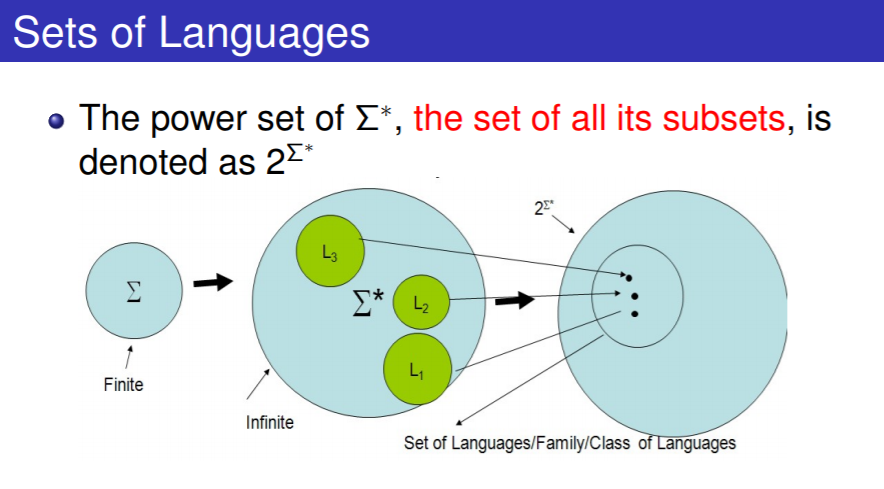 Sets of Languages
The power set of Σ*, the set of all its subsets, is
denoted as 2^Σ*
2^Σ*
L3
Σ
Σ*
L2
L1
Finite
Infinite
Set of Languages/Family/Class of Languages